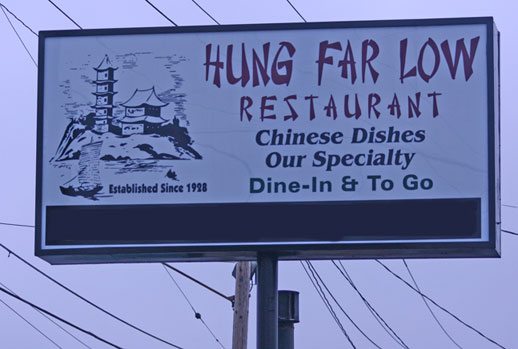 HUNG FAR LOW
RESTAURANT
Chinese Dishes
Our Specialty
Dine-In & To Go
Established Since 1928